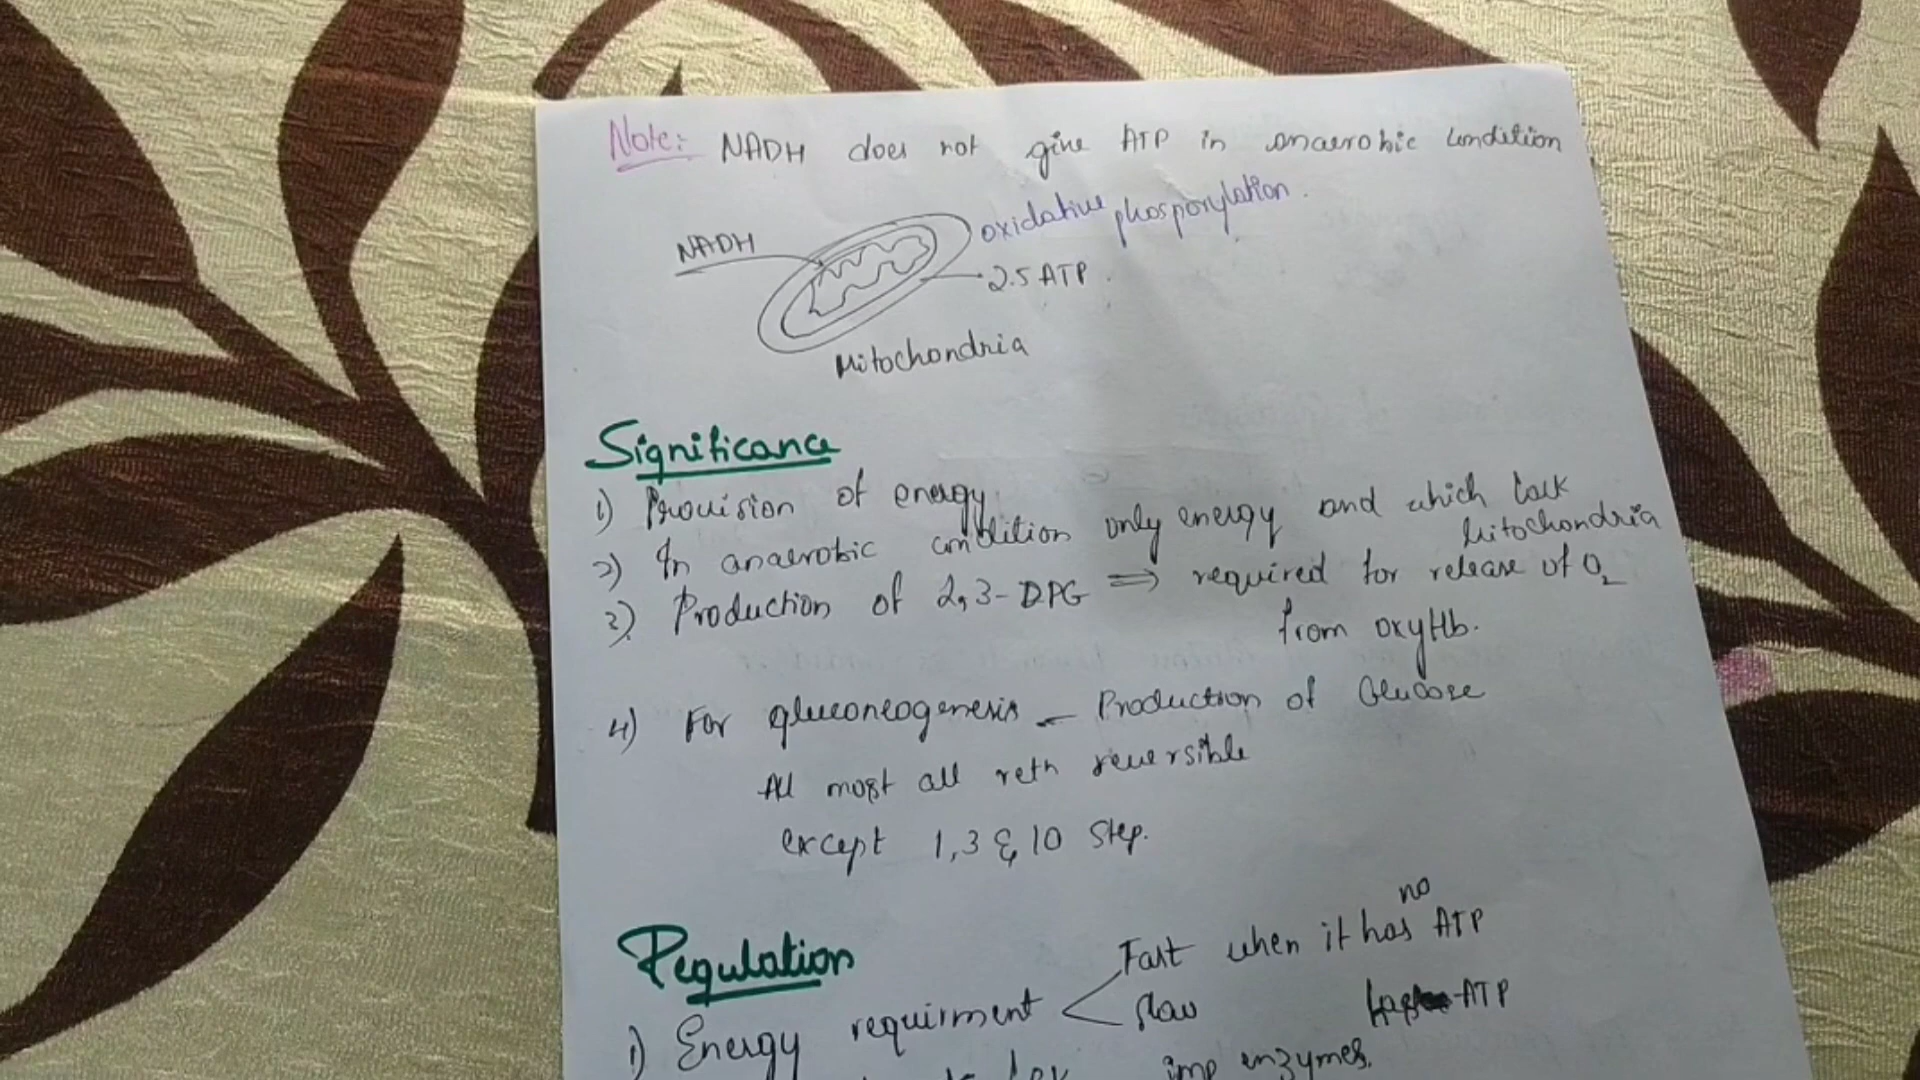 Note: NADH does not give ATP in anaerobic condition
oxidative phosporylation.
NADH
2.5 ATP.
Mitochondria
Significance
1) Provision of energy
2) In anaerobic condition only energy and which lack
Mitochondria
3) Production of 2,3-DPG ⇒ required for release of O2
from oxyHb.
4) For gluconeogenesis - Production of Glucose
All most all rctn reversible
except 1,3 & 10 step.
no
Regulation
Fast when it has ATP
1) Energy requirment
slow
ATP
imp enzymes.